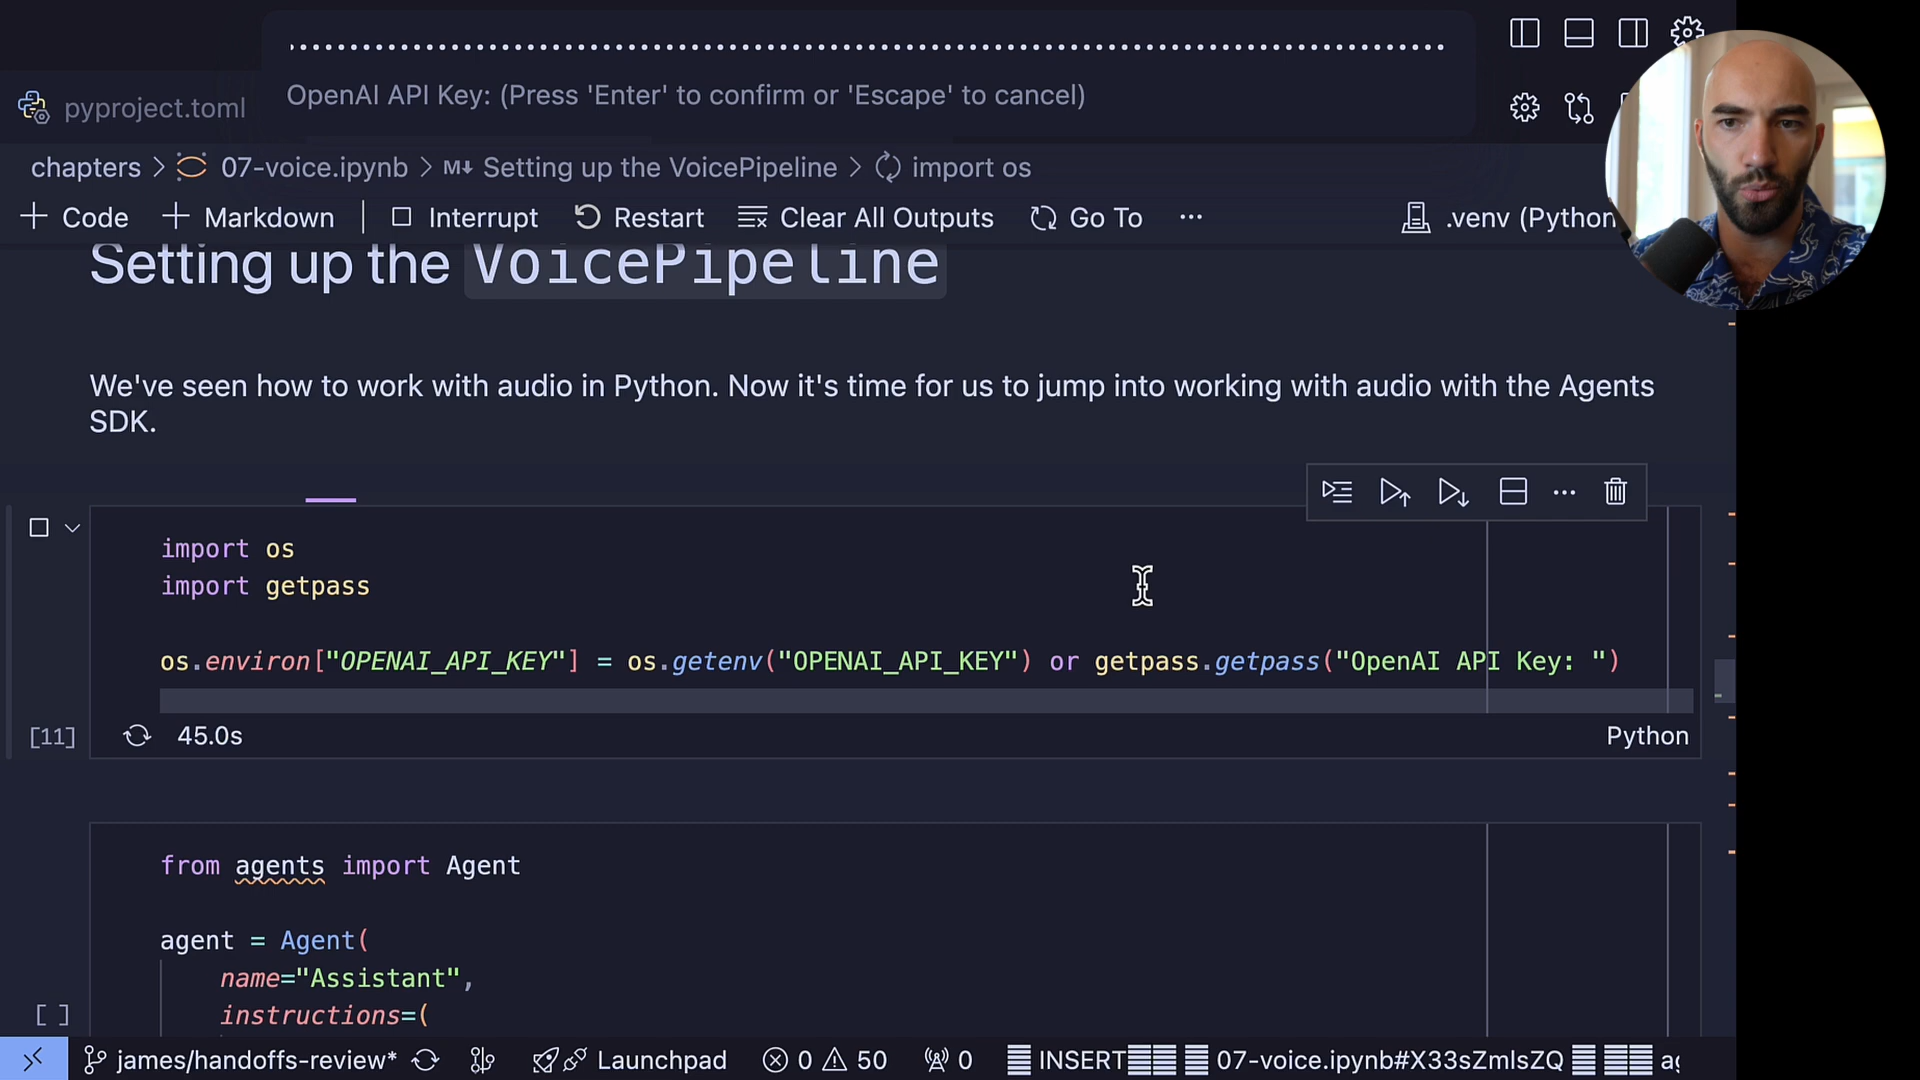 OpenAI API Key: (Press 'Enter' to confirm or 'Escape' to cancel)
pyproject.toml
chapters > 07-voice.ipynb > M↓ Setting up the VoicePipeline > import os
+ Code + Markdown | Interrupt Restart Clear All Outputs Go To ... .venv (Python
Setting up the VoicePipeline
We've seen how to work with audio in Python. Now it's time for us to jump into working with audio with the Agents
SDK.
import os
import getpass
os.environ["OPENAI_API_KEY"] = os.getenv("OPENAI_API_KEY") or getpass.getpass("OpenAI API Key: ")
[11] 45.0s Python
from agents import Agent
agent = Agent(
name="Assistant",
instructions=(
[ ]
james/handoffs-review* Launchpad 0 50 0 INSERT 07-voice.ipynb#X33sZmlsZQ